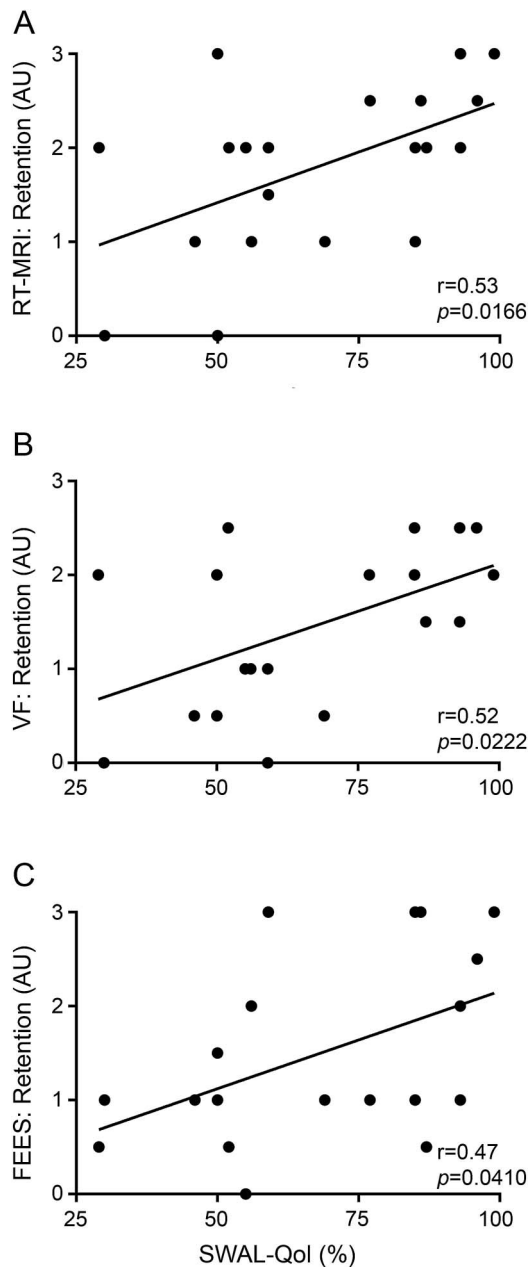 A
RT-MRI: Retention (AU)
3
2
1
0
25 50 75 100
r=0.53
p=0.0166
B
VF: Retention (AU)
3
2
1
0
25 50 75 100
r=0.52
p=0.0222
C
FEES: Retention (AU)
3
2
1
0
25 50 75 100
r=0.47
p=0.0410
SWAL-Qol (%)